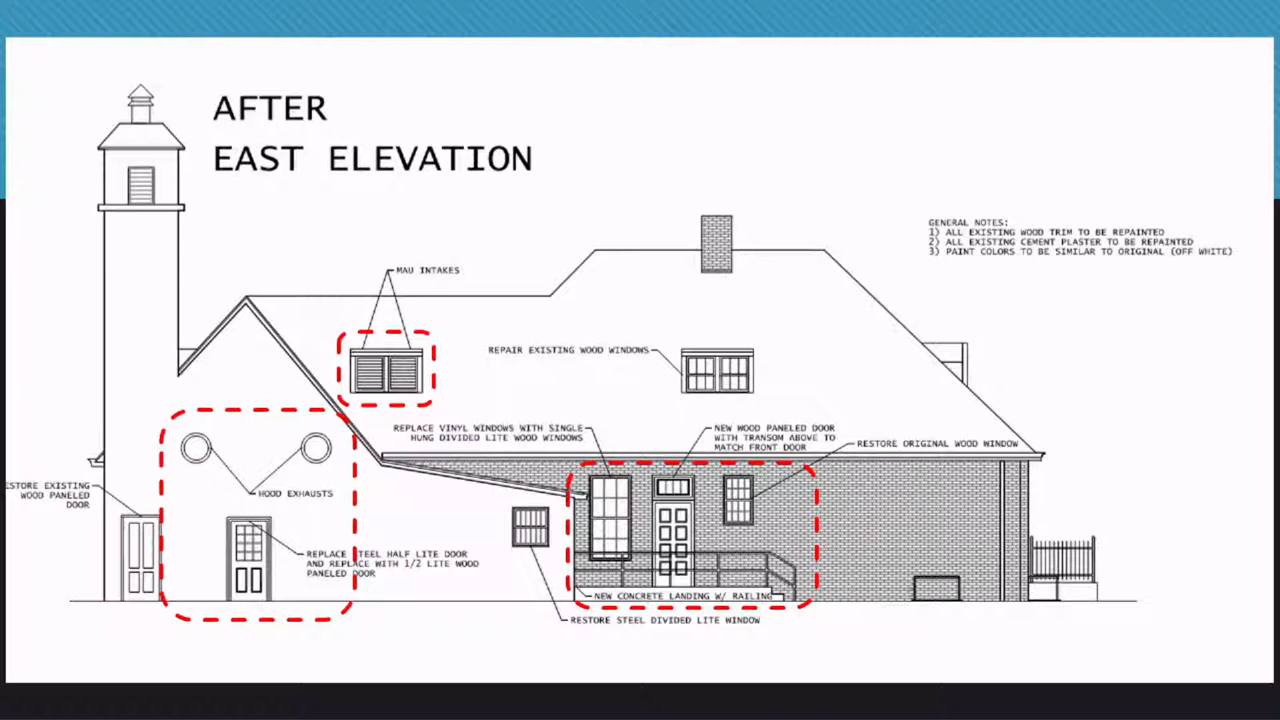 AFTER
EAST ELEVATION
GENERAL NOTES:
1) ALL EXISTING WOOD TRIM TO BE REPAINTED
2) ALL EXISTING CEMENT PLASTER TO BE REPAINTED
3) PAINT COLORS TO BE SIMILAR TO ORIGINAL (OFF WHITE)
MAU INTAKES
REPAIR EXISTING WOOD WINDOWS
REPLACE VINYL WINDOWS WITH SINGLE
HUNG DIVIDED LITE WOOD WINDOWS
NEW WOOD PANELED DOOR
WITH TRANSOM ABOVE TO
MATCH FRONT DOOR
RESTORE ORIGINAL WOOD WINDOW
STORE EXISTING
WOOD PANELED
DOOR
HOOD EXHAUSTS
REPLACE STEEL HALF LITE DOOR
AND REPLACE WITH 1/2 LITE WOOD
PANELED DOOR
NEW CONCRETE LANDING W/ RAILING
RESTORE STEEL DIVIDED LITE WINDOW